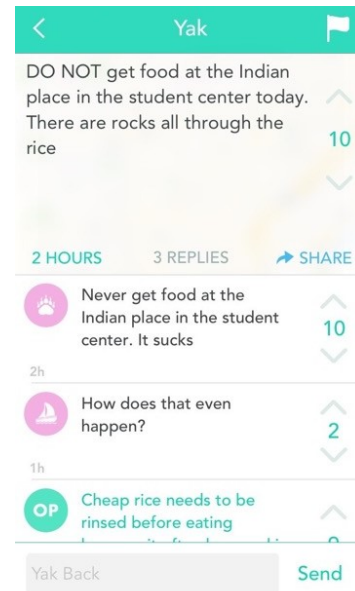 Yak
DO NOT get food at the Indian
place in the student center today.
There are rocks all through the
rice
10
2 HOURS
3 REPLIES
SHARE
Never get food at the
Indian place in the student
center. It sucks
10
2h
How does that even
happen?
2
1h
OP
Cheap rice needs to be
rinsed before eating
Yak Back
Send